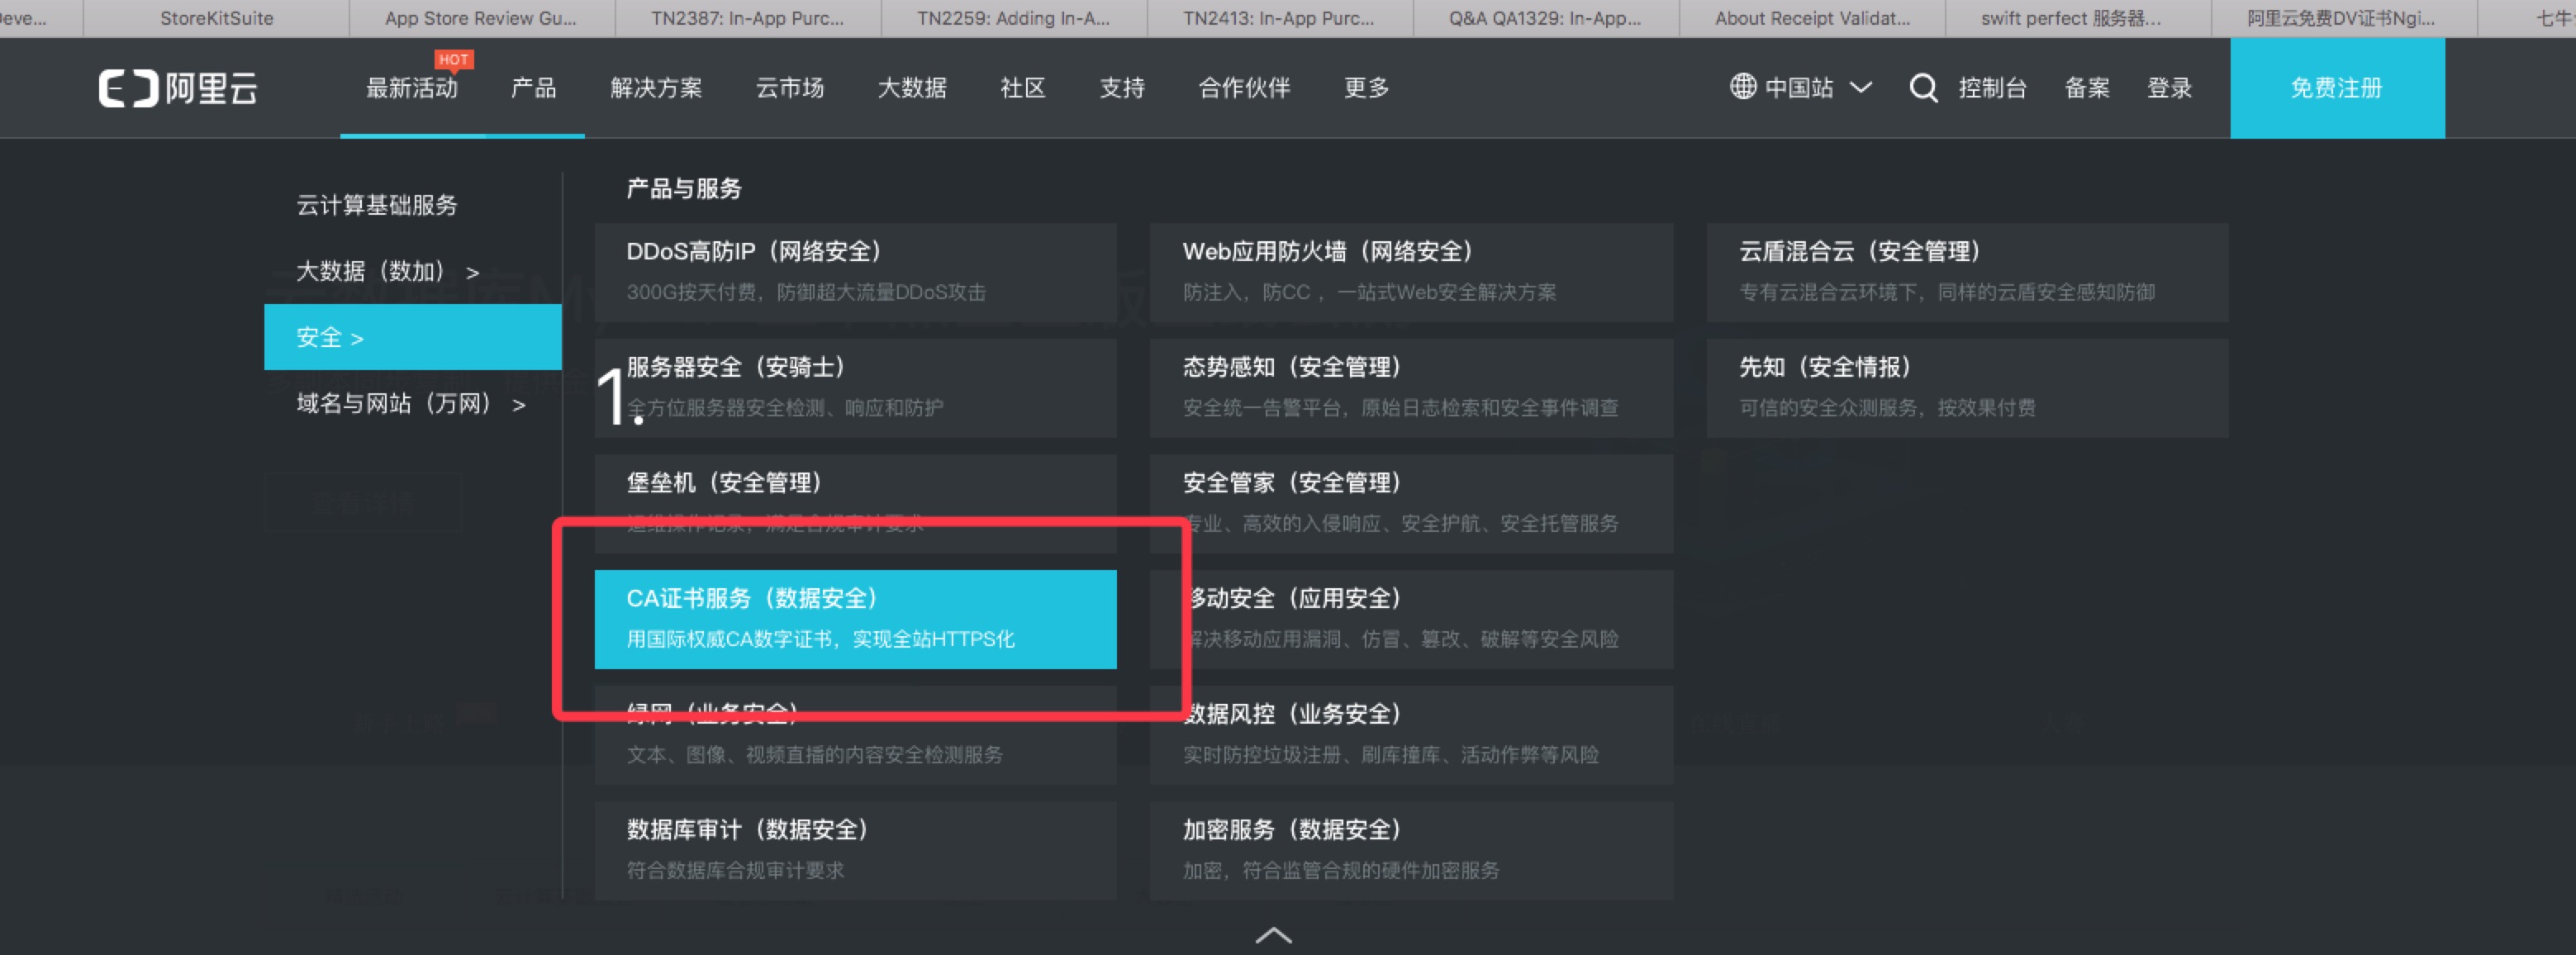 eve...
StoreKitSuite
App Store Review Gu...
TN2387: In-App Purc...
TN2259: Adding In-A...
TN2413: In-App Purc...
Q&A QA1329: In-App...
About Receipt Validat...
swift perfect 服务器...
阿里云免费DV证书Ngi...
七牛
阿里云
最新活动
HOT
产品
解决方案
云市场
大数据
社区
支持
合作伙伴
更多
中国站
控制台
备案
登录
免费注册
云计算基础服务
大数据（数加） >
安全 >
域名与网站（万网） >
产品与服务
DDoS高防IP（网络安全）
300G按天付费，防御超大流量DDoS攻击
Web应用防火墙（网络安全）
防注入，防CC ，一站式Web安全解决方案
云盾混合云（安全管理）
专有云混合云环境下，同样的云盾安全感知防御
1.
服务器安全（安骑士）
全方位服务器安全检测、响应和防护
态势感知（安全管理）
安全统一告警平台，原始日志检索和安全事件调查
先知（安全情报）
可信的安全众测服务，按效果付费
堡垒机（安全管理）
运维操作记录，满足合规审计要求
安全管家（安全管理）
专业、高效的入侵响应、安全护航、安全托管服务
CA证书服务（数据安全）
用国际权威CA数字证书，实现全站HTTPS化
移动安全（应用安全）
解决移动应用漏洞、仿冒、篡改、破解等安全风险
绿网（业务安全）
文本、图像、视频直播的内容安全检测服务
数据风控（业务安全）
实时防控垃圾注册、刷库撞库、活动作弊等风险
数据库审计（数据安全）
符合数据库合规审计要求
加密服务（数据安全）
加密，符合监管合规的硬件加密服务
查看详情